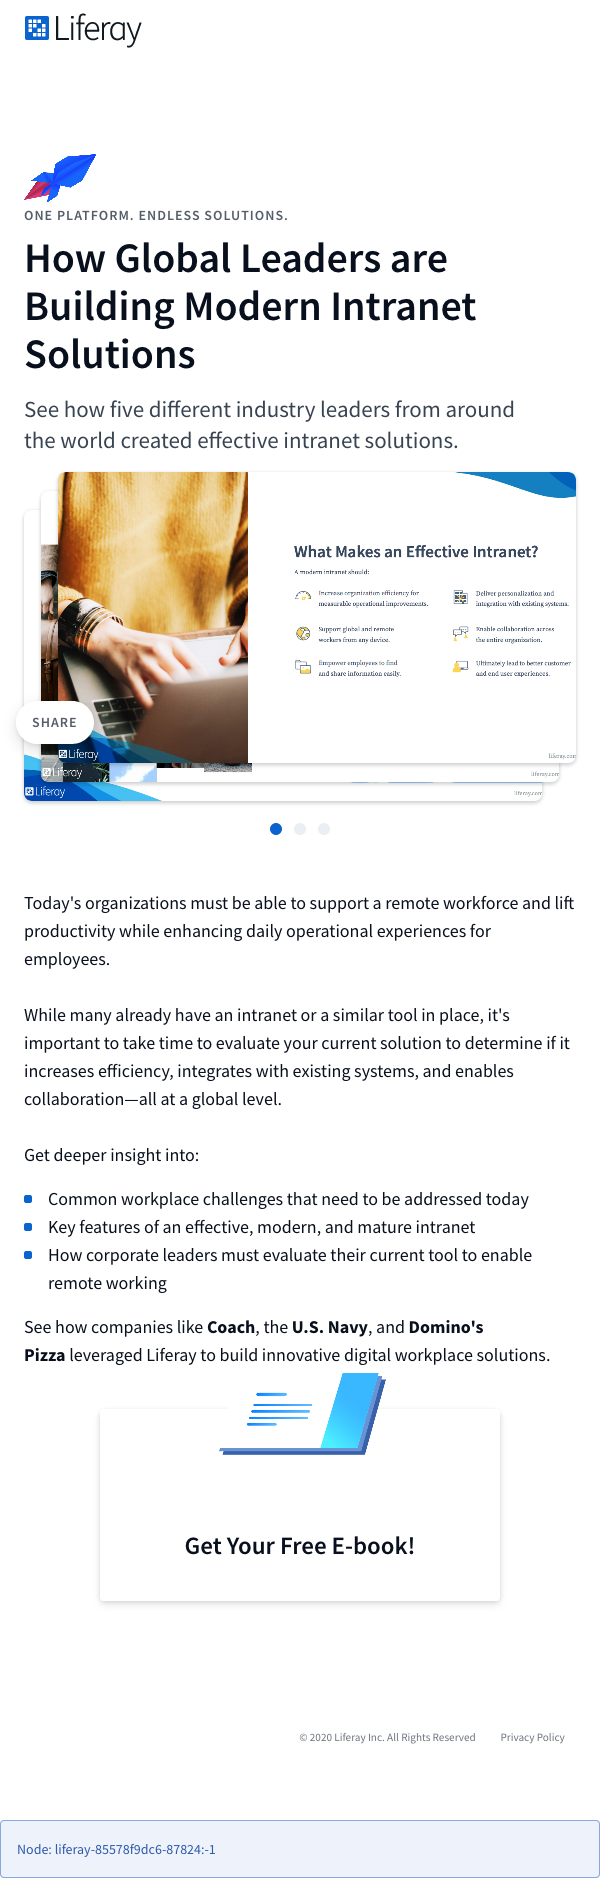 Liferay
ONE PLATFORM. ENDLESS SOLUTIONS.
How Global Leaders are
Building Modern Intranet
Solutions
See how five different industry leaders from around
the world created effective intranet solutions.
What Makes an Effective Intranet?
A modern intranet should:
Increase organization efficiency for
measurable operational improvements.
Deliver personalization and
integration with existing systems.
Support global and remote
workers from any device.
Enable collaboration across
the entire organization.
Empower employees to find
and share information easily.
Ultimately lead to better customer
and end user experiences.
SHARE
Liferay
liferay.com
Liferay
liferay.com
Liferay
liferay.com
Today's organizations must be able to support a remote workforce and lift
productivity while enhancing daily operational experiences for
employees.
While many already have an intranet or a similar tool in place, it's
important to take time to evaluate your current solution to determine if it
increases efficiency, integrates with existing systems, and enables
collaboration—all at a global level.
Get deeper insight into:
Common workplace challenges that need to be addressed today
Key features of an effective, modern, and mature intranet
How corporate leaders must evaluate their current tool to enable
remote working
See how companies like Coach, the U.S. Navy, and Domino's
Pizza leveraged Liferay to build innovative digital workplace solutions.
Get Your Free E-book!
© 2020 Liferay Inc. All Rights Reserved Privacy Policy
Node: liferay-85578f9dc6-87824:-1